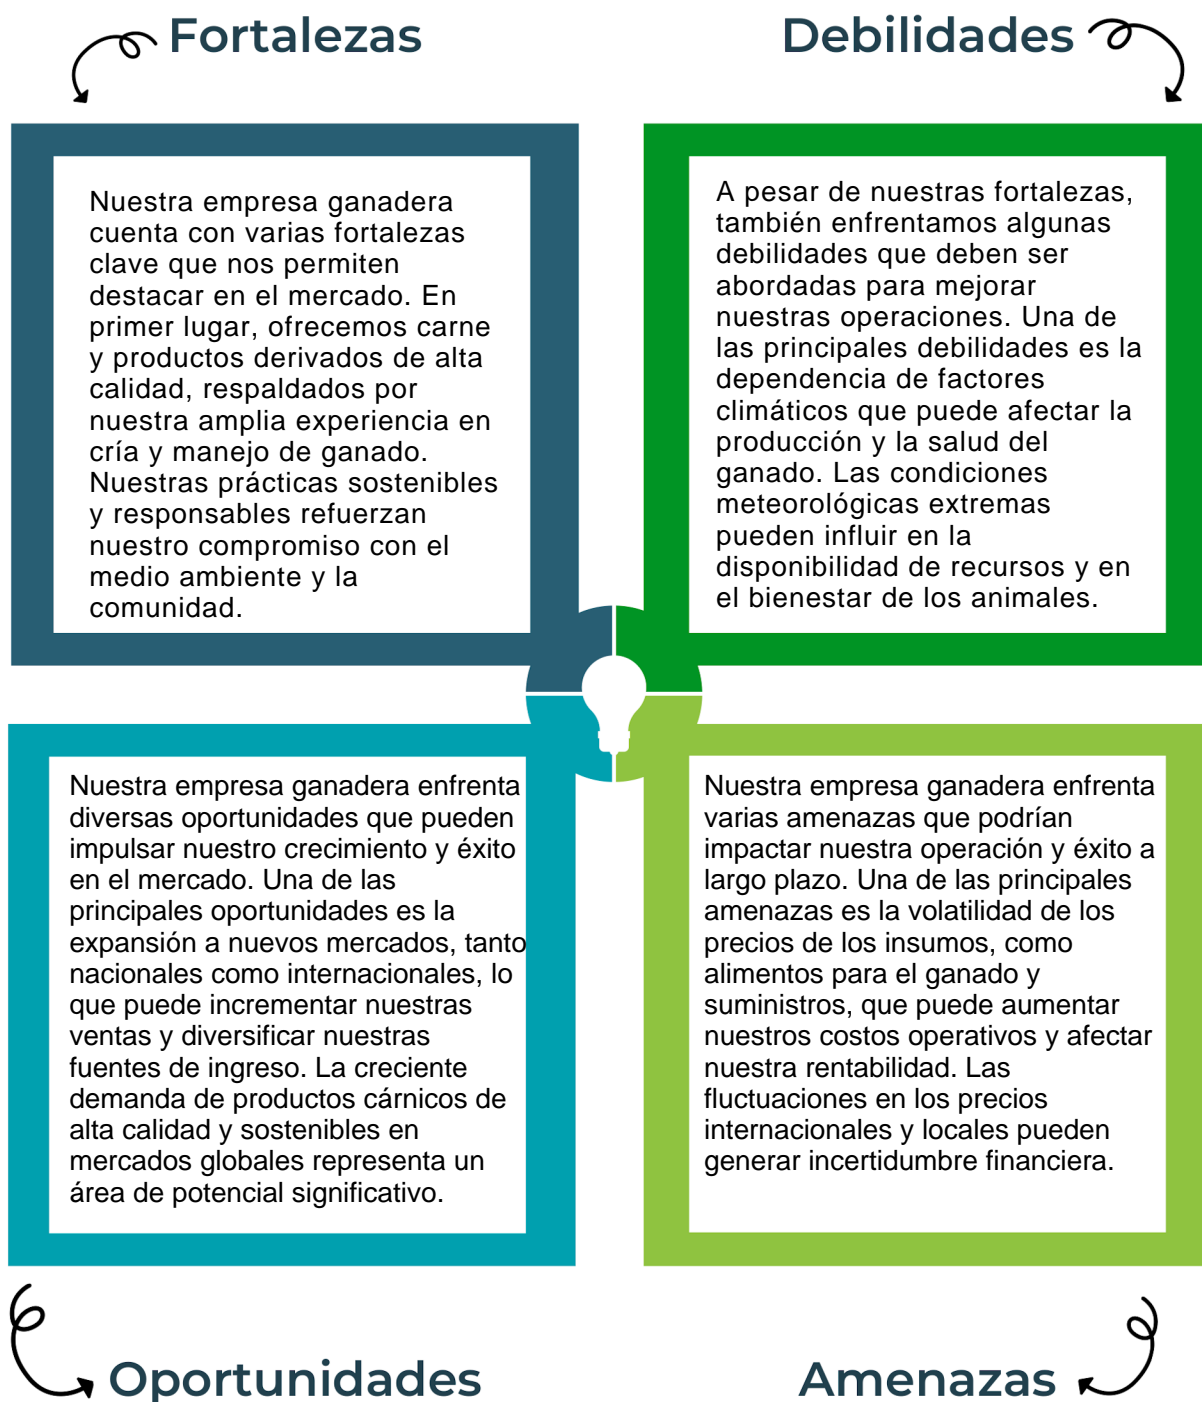 Fortalezas
Nuestra empresa ganadera
cuenta con varias fortalezas
clave que nos permiten
destacar en el mercado. En
primer lugar, ofrecemos carne
y productos derivados de alta
calidad, respaldados por
nuestra amplia experiencia en
cría y manejo de ganado.
Nuestras prácticas sostenibles
y responsables refuerzan
nuestro compromiso con el
medio ambiente y la
comunidad.
Debilidades
A pesar de nuestras fortalezas,
también enfrentamos algunas
debilidades que deben ser
abordadas para mejorar
nuestras operaciones. Una de
las principales debilidades es la
dependencia de factores
climáticos que puede afectar la
producción y la salud del
ganado. Las condiciones
meteorológicas extremas
pueden influir en la
disponibilidad de recursos y en
el bienestar de los animales.
Nuestra empresa ganadera enfrenta
diversas oportunidades que pueden
impulsar nuestro crecimiento y éxito
en el mercado. Una de las
principales oportunidades es la
expansión a nuevos mercados, tanto
nacionales como internacionales, lo
que puede incrementar nuestras
ventas y diversificar nuestras
fuentes de ingreso. La creciente
demanda de productos cárnicos de
alta calidad y sostenibles en
mercados globales representa un
área de potencial significativo.
Oportunidades
Nuestra empresa ganadera enfrenta
varias amenazas que podrían
impactar nuestra operación y éxito a
largo plazo. Una de las principales
amenazas es la volatilidad de los
precios de los insumos, como
alimentos para el ganado y
suministros, que puede aumentar
nuestros costos operativos y afectar
nuestra rentabilidad. Las
fluctuaciones en los precios
internacionales y locales pueden
generar incertidumbre financiera.
Amenazas